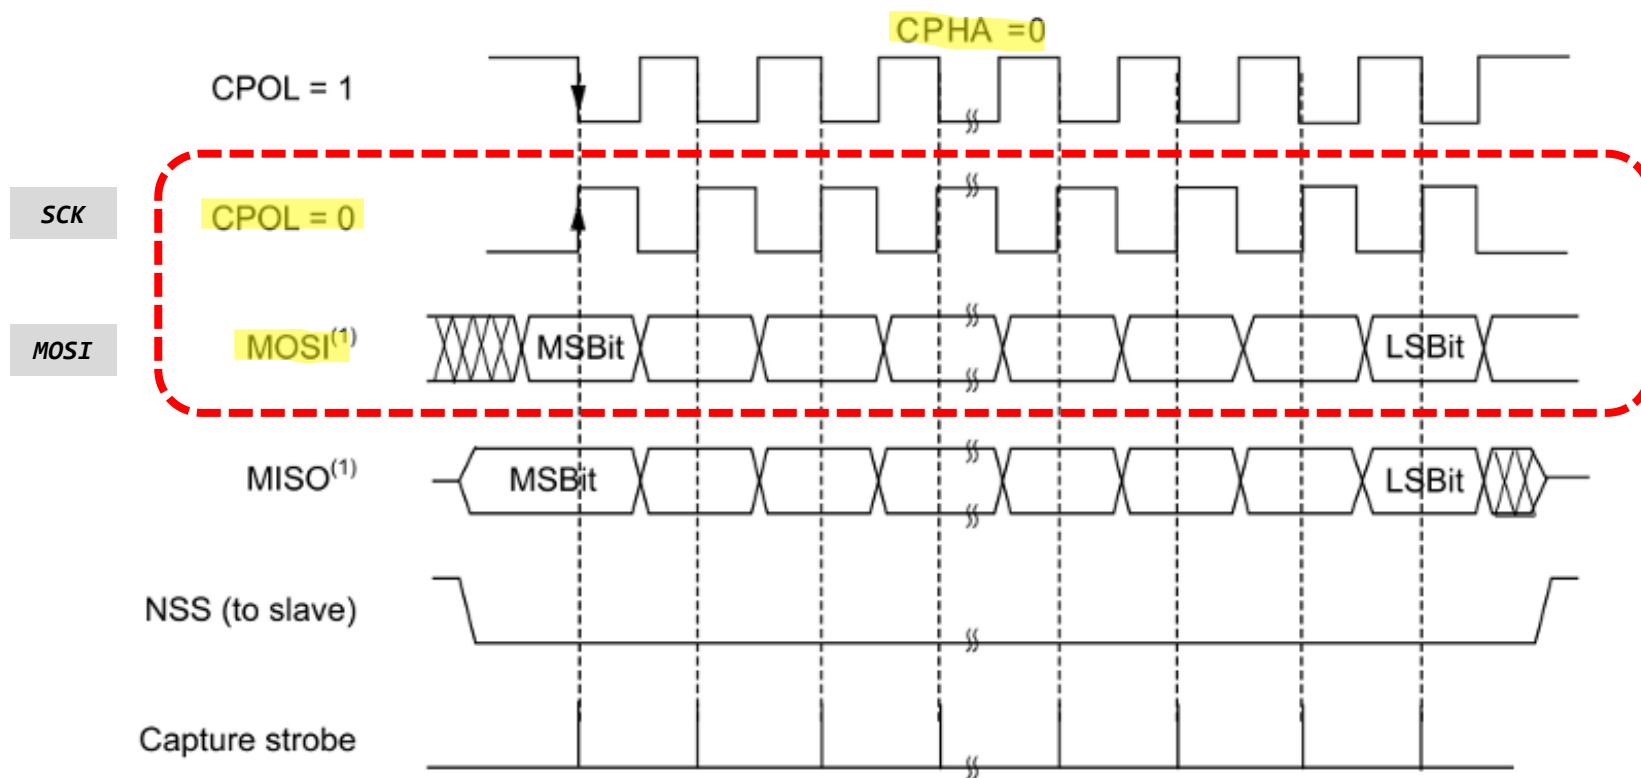 CPHA =0
CPOL = 1
SCK
CPOL = 0
MOSI
MOSI(1)
MSBit
LSBit
MISO(1)
MSBit
LSBit
NSS (to slave)
Capture strobe